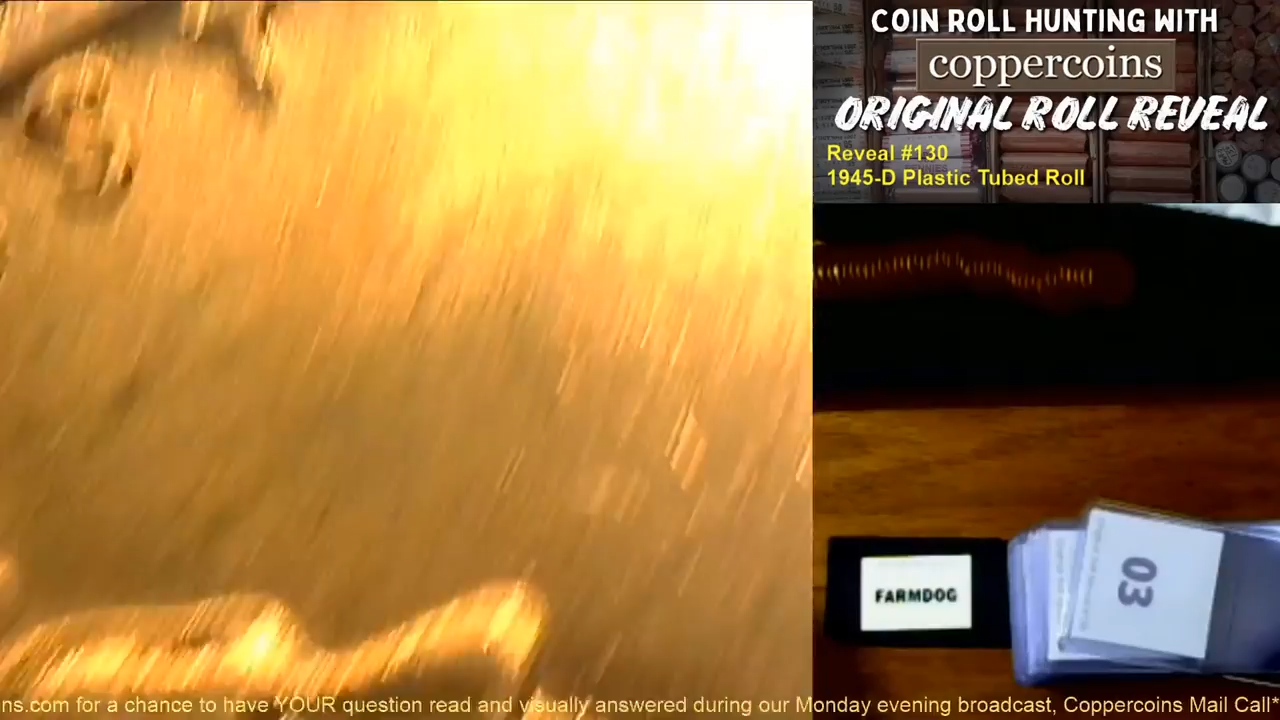 COIN ROLL HUNTING WITH
coppercoins
ORIGINAL ROLL REVEAL
Reveal #130
1945-D Plastic Tubed Roll
FARMDOG
03
ns.com for a chance to have YOUR question read and visually answered during our Monday evening broadcast, Coppercoins Mail Call*